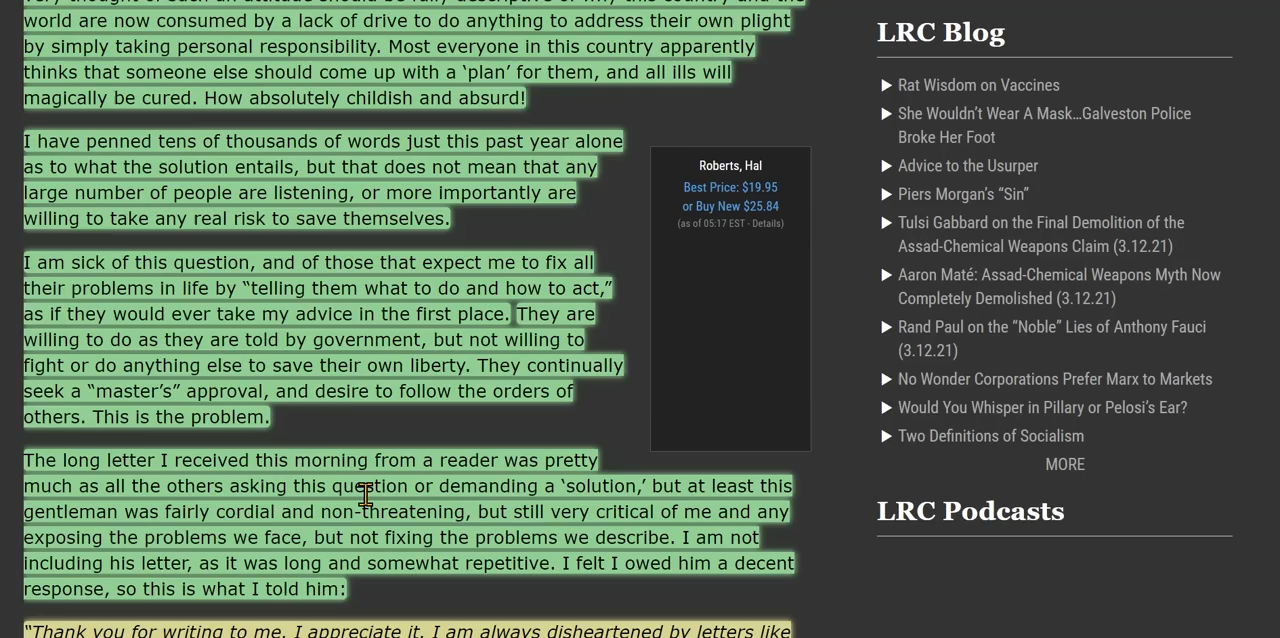 world are now consumed by a lack of drive to do anything to address their own plight
by simply taking personal responsibility. Most everyone in this country apparently
thinks that someone else should come up with a ‘plan’ for them, and all ills will
magically be cured. How absolutely childish and absurd!
I have penned tens of thousands of words just this past year alone
as to what the solution entails, but that does not mean that any
large number of people are listening, or more importantly are
willing to take any real risk to save themselves.
I am sick of this question, and of those that expect me to fix all
their problems in life by “telling them what to do and how to act,”
as if they would ever take my advice in the first place. They are
willing to do as they are told by government, but not willing to
fight or do anything else to save their own liberty. They continually
seek a “master’s” approval, and desire to follow the orders of
others. This is the problem.
The long letter I received this morning from a reader was pretty
much as all the others asking this question or demanding a ‘solution,’ but at least this
gentleman was fairly cordial and non-threatening, but still very critical of me and any
exposing the problems we face, but not fixing the problems we describe. I am not
including his letter, as it was long and somewhat repetitive. I felt I owed him a decent
response, so this is what I told him:
“Thank you for writing to me. I appreciate it. I am always disheartened by letters like
Roberts, Hal
Best Price: $19.95
or Buy New $25.84
(as of 05:17 EST - Details)
LRC Blog
Rat Wisdom on Vaccines
She Wouldn’t Wear A Mask…Galveston Police
Broke Her Foot
Advice to the Usurper
Piers Morgan’s “Sin”
Tulsi Gabbard on the Final Demolition of the
Assad-Chemical Weapons Claim (3.12.21)
Aaron Maté: Assad-Chemical Weapons Myth Now
Completely Demolished (3.12.21)
Rand Paul on the “Noble” Lies of Anthony Fauci
(3.12.21)
No Wonder Corporations Prefer Marx to Markets
Would You Whisper in Pillary or Pelosi’s Ear?
Two Definitions of Socialism
MORE
LRC Podcasts